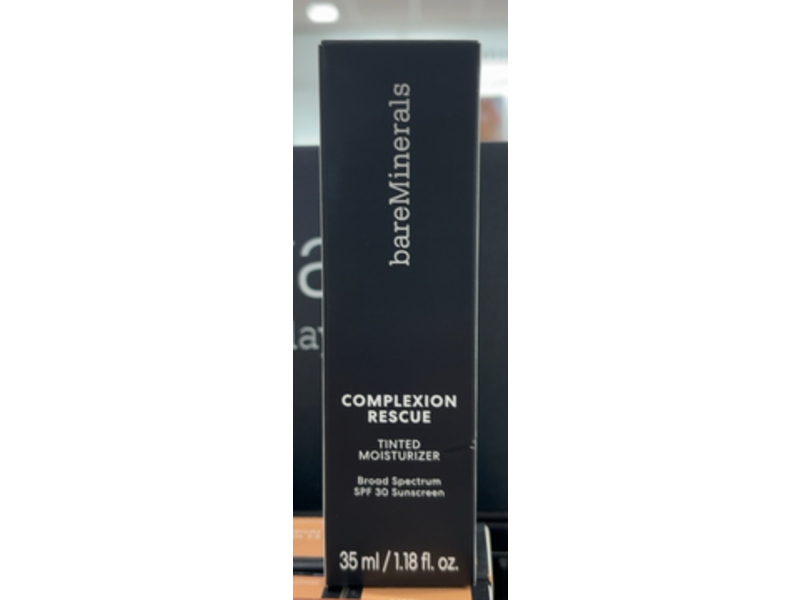 bareMinerals
COMPLEXION
RESCUE
TINTED
MOISTURIZER
Broad Spectrum
SPF 30 Sunscreen
35 ml / 1.18 fl. oz.